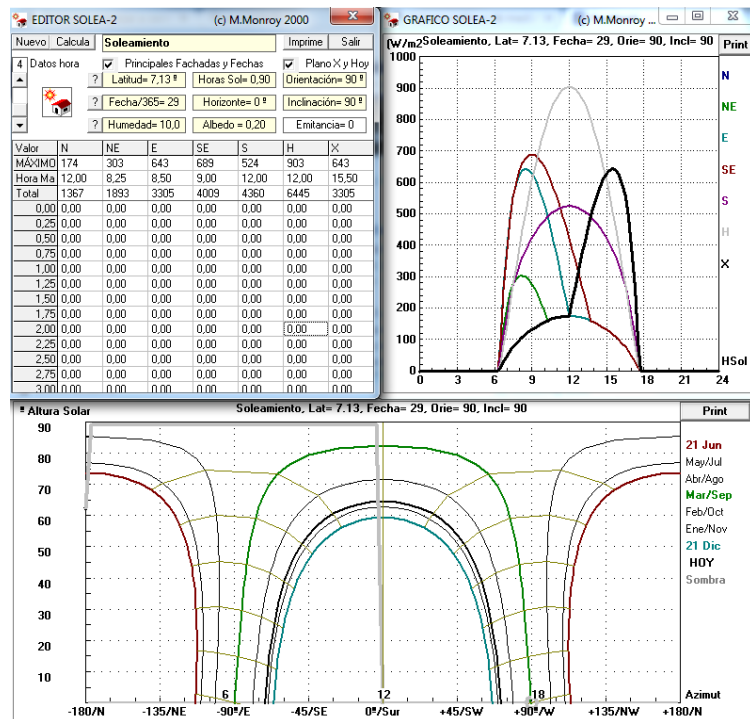 EDITOR SOLEA-2 (c) M.Monroy 2000
Nuevo Calcula Soleamiento Imprime Salir
4 Datos hora Principales Fachadas y Fechas Plano X y Hoy
? Latitud= 7,13 º Horas Sol= 0,90 Orientación= 90 º
? Fecha/365= 29 Horizonte= 0 º Inclinación= 90 º
? Humedad= 10,0 Albedo = 0,20 Emitancia= 0
Valor N NE E SE S H X
MÁXIMO 174 303 643 689 524 903 643
Hora Ma 12,00 8,25 8,50 9,00 12,00 12,00 15,50
Total 1367 1893 3305 4009 4360 6445 3305
0,00 0,00 0,00 0,00 0,00 0,00 0,00 0,00
0,25 0,00 0,00 0,00 0,00 0,00 0,00 0,00
0,50 0,00 0,00 0,00 0,00 0,00 0,00 0,00
0,75 0,00 0,00 0,00 0,00 0,00 0,00 0,00
1,00 0,00 0,00 0,00 0,00 0,00 0,00 0,00
1,25 0,00 0,00 0,00 0,00 0,00 0,00 0,00
1,50 0,00 0,00 0,00 0,00 0,00 0,00 0,00
1,75 0,00 0,00 0,00 0,00 0,00 0,00 0,00
2,00 0,00 0,00 0,00 0,00 0,00 0,00 0,00
2,25 0,00 0,00 0,00 0,00 0,00 0,00 0,00
2,50 0,00 0,00 0,00 0,00 0,00 0,00 0,00
2,75 0,00 0,00 0,00 0,00 0,00 0,00 0,00
3,00 0,00 0,00 0,00 0,00 0,00 0,00 0,00
GRAFICO SOLEA-2 (c) M.Monroy ...
(W/m2 Soleamiento, Lat= 7.13, Fecha= 29, Orie= 90, Incl= 90 Print
1000
900
800
700
600
500
400
300
200
100
0
N
NE
E
SE
S
H
X
HSol
0 3 6 9 12 15 18 21 24
º Altura Solar Soleamiento, Lat= 7.13, Fecha= 29, Orie= 90, Incl= 90 Print
90
80
70
60
50
40
30
20
10
21 Jun
May/Jul
Abr/Ago
Mar/Sep
Feb/Oct
Ene/Nov
21 Dic
HOY
Sombra
6 12 18 Azimut
-180/N -135/NE -90º/E -45/SE 0º/Sur +45/SW +90º/W +135/NW +180/N